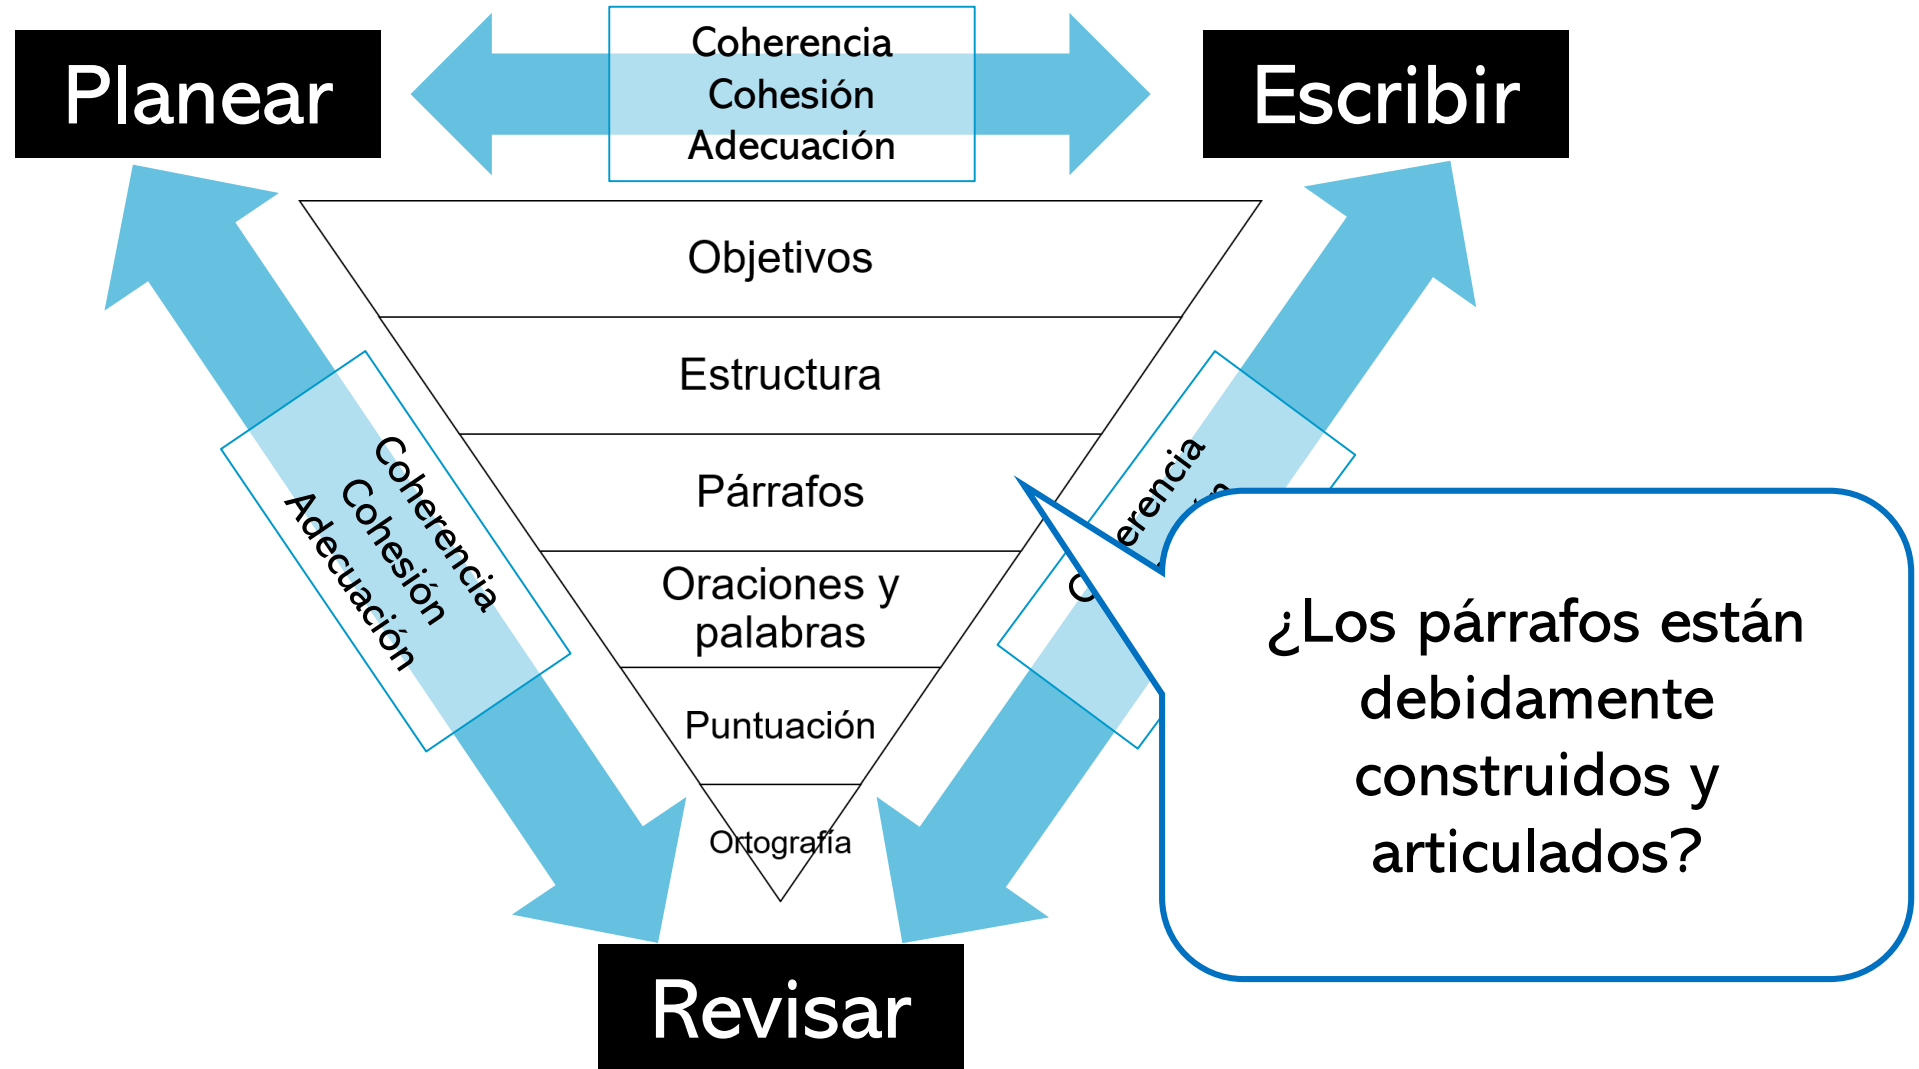 Planear
Coherencia
Cohesión
Adecuación
Escribir
Objetivos
Estructura
Párrafos
Oraciones y
palabras
Puntuación
Ortografía
Coherencia
Cohesión
Adecuación
erencia
¿Los párrafos están
debidamente
construidos y
articulados?
Revisar